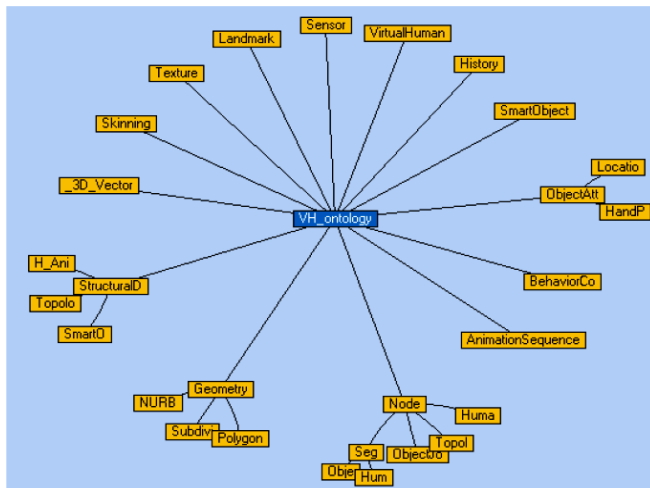 Sensor
VirtualHuman
Landmark
History
Texture
SmartObject
Skinning
Locatio
_3D_Vector
ObjectAtt
HandP
VH_ontology
H_Ani
StructuralD
BehaviorCo
Topolo
SmartO
AnimationSequence
Geometry
NURB
Node
Huma
Subdivi
Polygon
Topol
Seg
ObjectJo
Obje
Hum